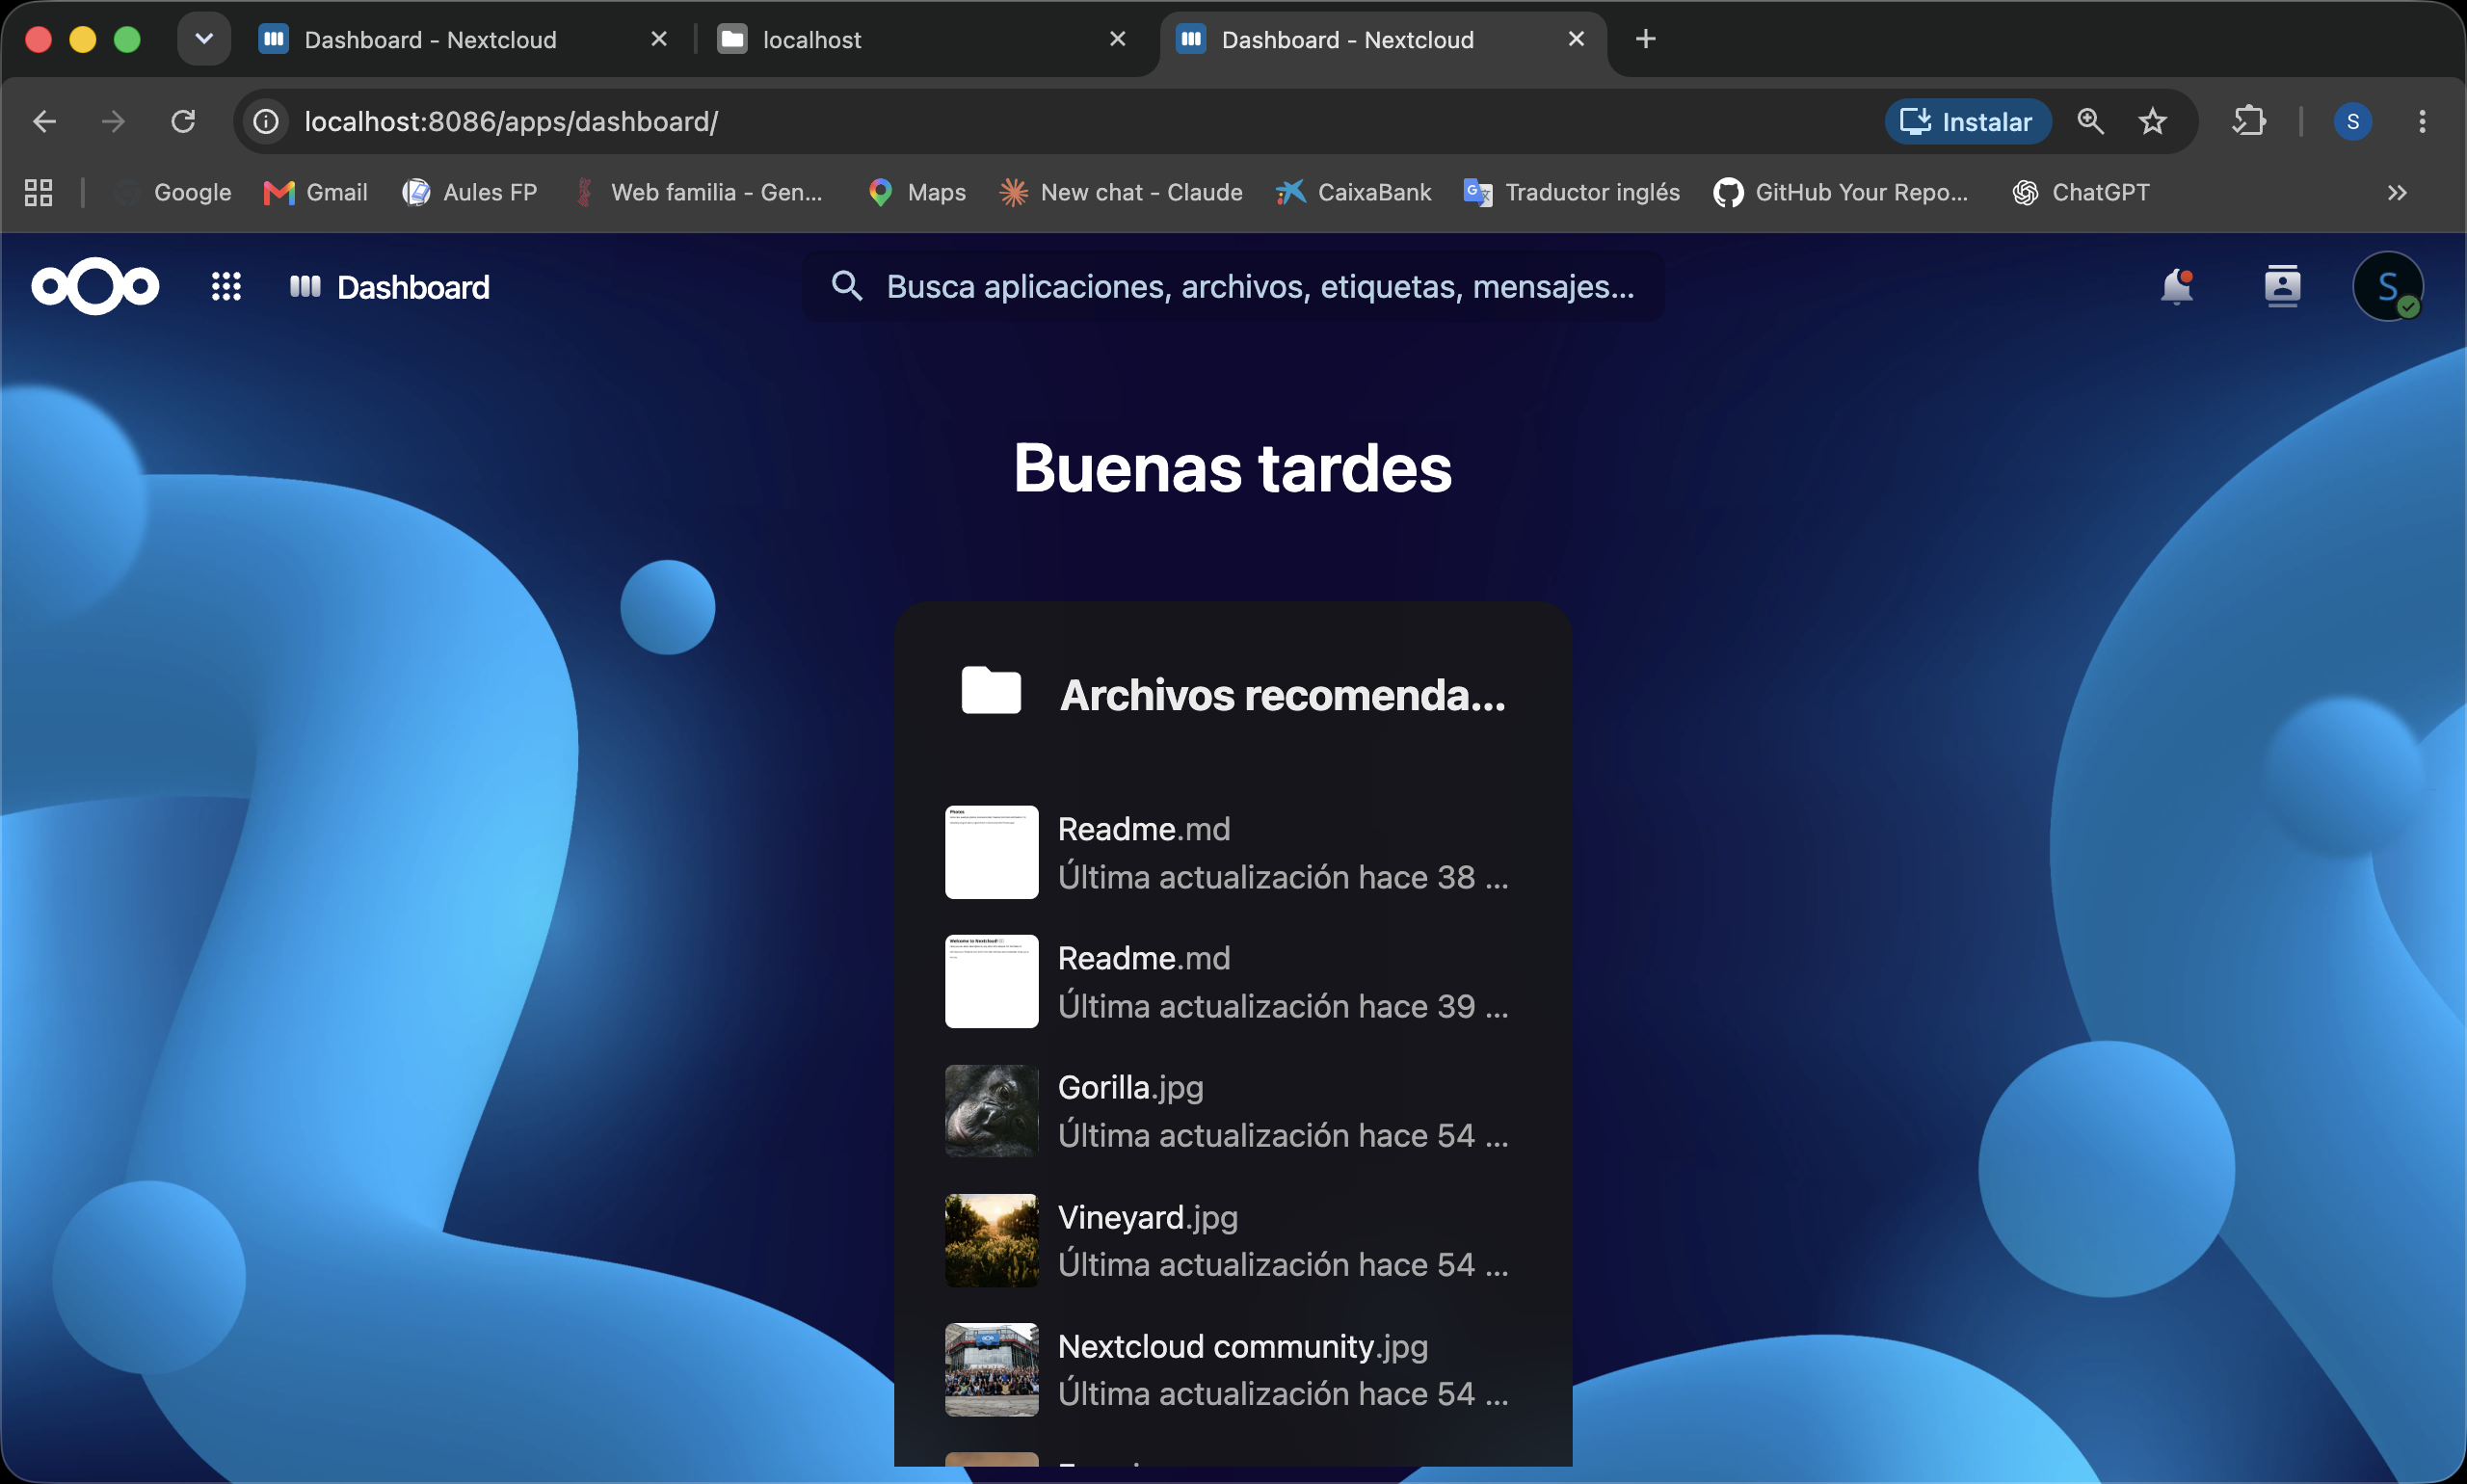 Dashboard - Nextcloud
localhost
Dashboard - Nextcloud
localhost:8086/apps/dashboard/
Instalar
S
Google
Gmail
Aules FP
Web familia - Gen...
Maps
New chat - Claude
CaixaBank
Traductor inglés
GitHub Your Repo...
ChatGPT
Dashboard
Busca aplicaciones, archivos, etiquetas, mensajes...
S
Buenas tardes
Archivos recomenda...
Readme.md
Última actualización hace 38 ...
Readme.md
Última actualización hace 39 ...
Gorilla.jpg
Última actualización hace 54 ...
Vineyard.jpg
Última actualización hace 54 ...
Nextcloud community.jpg
Última actualización hace 54 ...